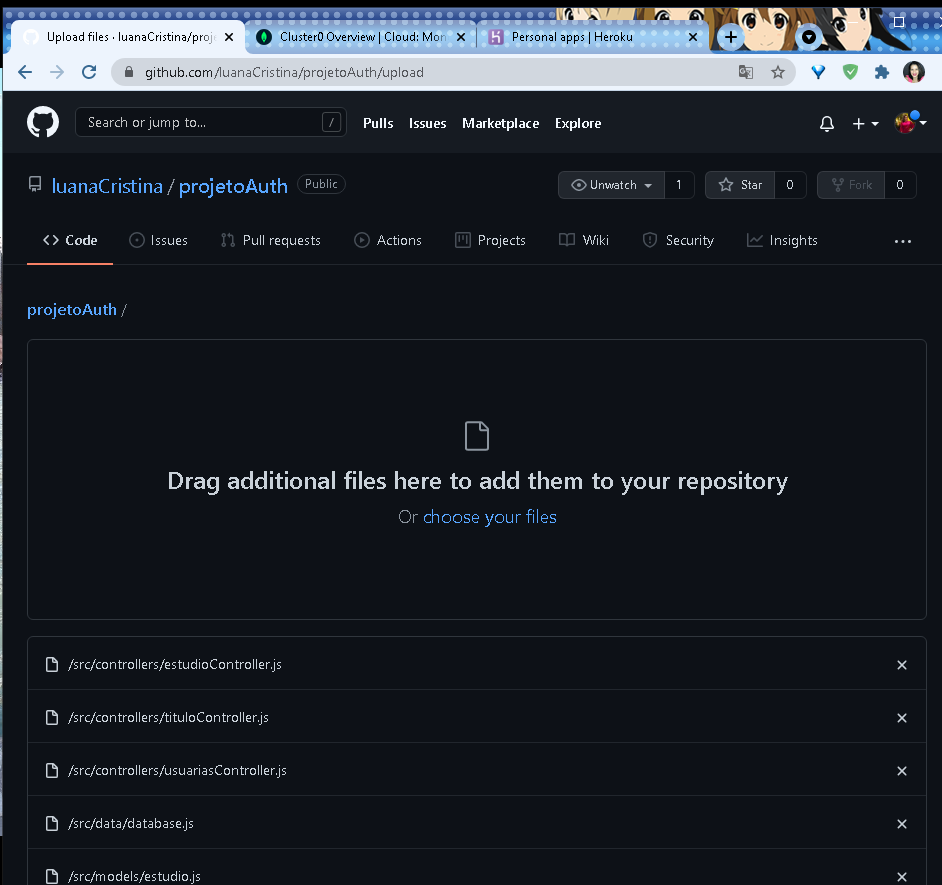 Upload files · luanaCristina/proj
Cluster0 Overview | Cloud: Mon
Personal apps | Heroku
github.com/luanaCristina/projetoAuth/upload
Search or jump to... /
Pulls Issues Marketplace Explore
luanaCristina / projetoAuth Public
Unwatch 1 Star 0 Fork 0
Code Issues Pull requests Actions Projects Wiki Security Insights
projetoAuth /
Drag additional files here to add them to your repository
Or choose your files
/src/controllers/estudioController.js
/src/controllers/tituloController.js
/src/controllers/usuariasController.js
/src/data/database.js
/src/models/estudio.js